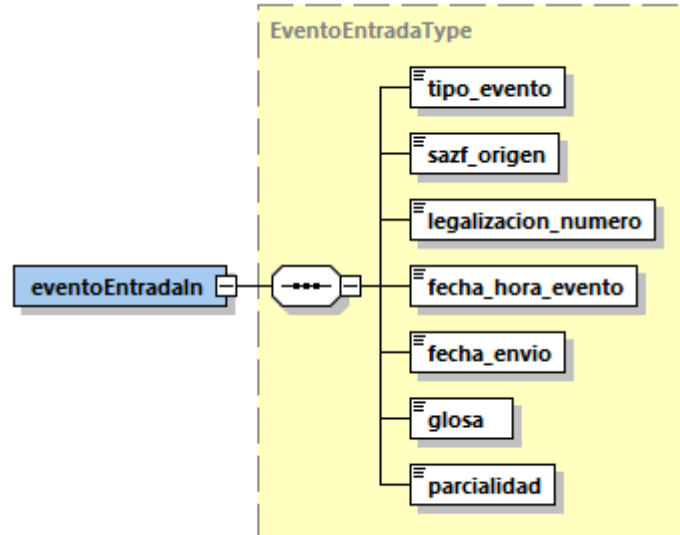 EventoEntradaType
tipo_evento
sazf_origen
legalizacion_numero
eventoEntradaIn
fecha_hora_evento
fecha_envio
glosa
parcialidad